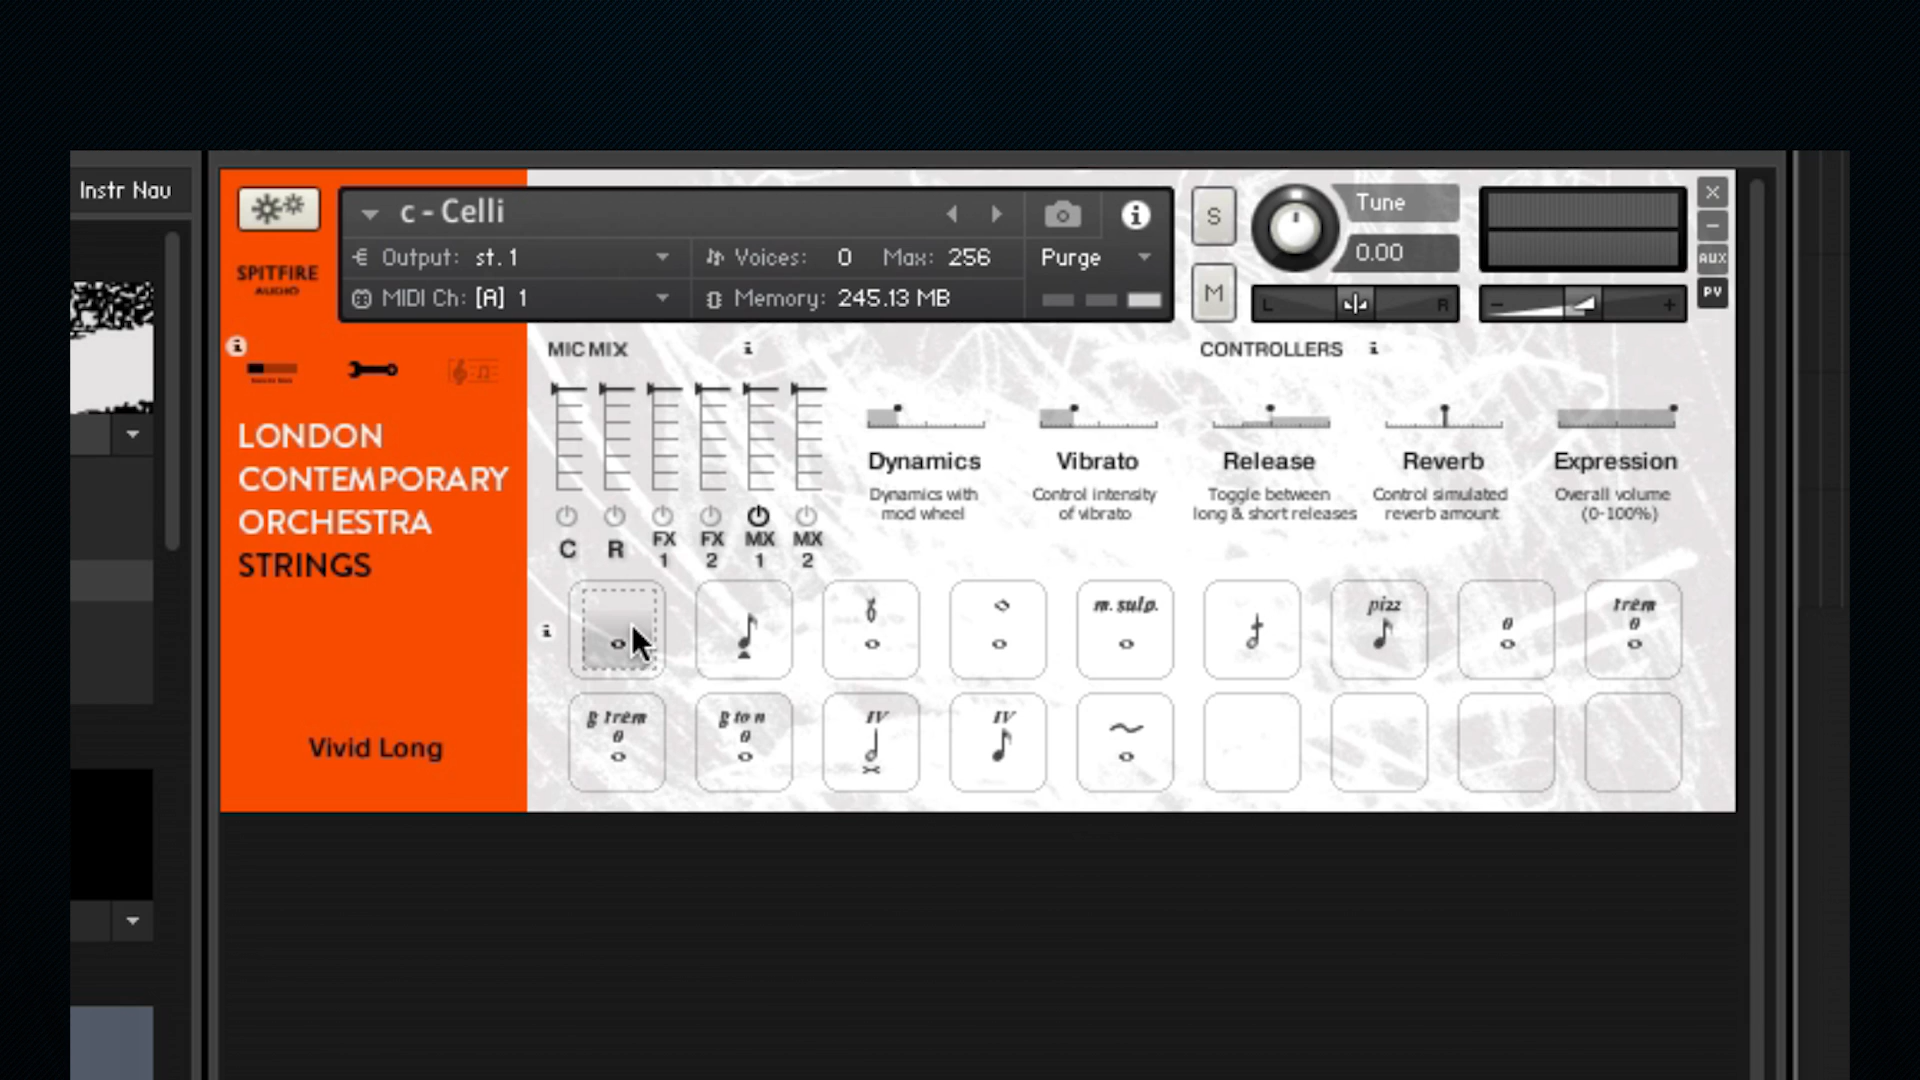 Instr Nav
c - Celli
Output: st. 1
Voices: 0 Max: 256
Purge
MIDI Ch: [A] 1
Memory: 245.13 MB
S
M
Tune
0.00
L R
- +
X
AUX
PV
SPITFIRE
AUDIO
LONDON
CONTEMPORARY
ORCHESTRA
STRINGS
Vivid Long
MIC MIX i
CONTROLLERS i
C R FX 1 FX 2 MX 1 MX 2
Dynamics
Dynamics with
mod wheel
Vibrato
Control intensity
of vibrato
Release
Toggle between
long & short releases
Reverb
Control simulated
reverb amount
Expression
Overall volume
(0-100%)
i
m. sulp.
pizz
trem
g trem
g to n
IV
IV